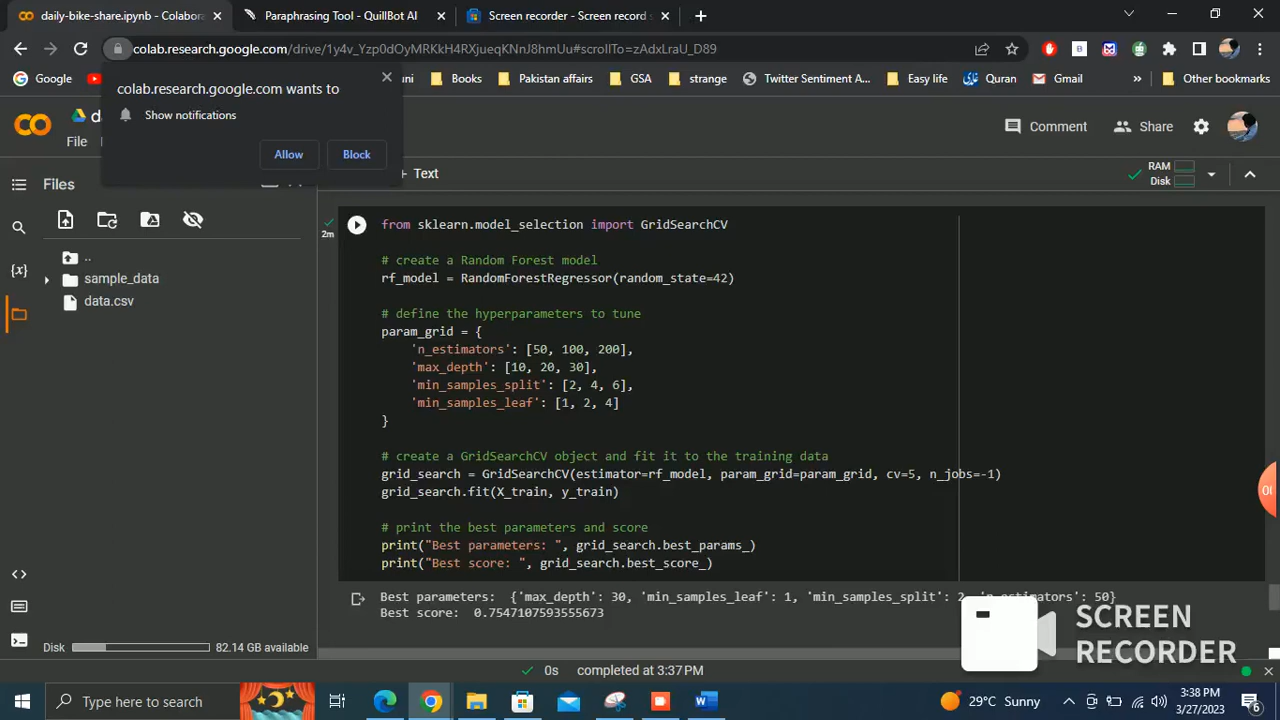 daily-bike-share.ipynb - Colabora
Paraphrasing Tool - QuillBot AI
Screen recorder - Screen record s
colab.research.google.com/drive/1y4v_Yzp0dOyMRKkH4RXjueqKNnJ8hmUu#scrollTo=zAdxLraU_D89
Google
ani
Books
Pakistan affairs
GSA
strange
Twitter Sentiment A...
Easy life
Quran
Gmail
»
Other bookmarks
colab.research.google.com wants to
Show notifications
Allow
Block
da
File
Comment
Share
Files
+ Text
RAM
Disk
..
sample_data
data.csv
2m
from sklearn.model_selection import GridSearchCV
# create a Random Forest model
rf_model = RandomForestRegressor(random_state=42)
# define the hyperparameters to tune
param_grid = {
'n_estimators': [50, 100, 200],
'max_depth': [10, 20, 30],
'min_samples_split': [2, 4, 6],
'min_samples_leaf': [1, 2, 4]
}
# create a GridSearchCV object and fit it to the training data
grid_search = GridSearchCV(estimator=rf_model, param_grid=param_grid, cv=5, n_jobs=-1)
grid_search.fit(X_train, y_train)
# print the best parameters and score
print("Best parameters: ", grid_search.best_params_)
print("Best score: ", grid_search.best_score_)
Best parameters:  {'max_depth': 30, 'min_samples_leaf': 1, 'min_samples_split': 2, 'n_estimators': 50}
Best score:  0.7547107593555673
SCREEN
RECORDER
Disk
82.14 GB available
0s
completed at 3:37 PM
Type here to search
29°C Sunny
3:38 PM
3/27/2023
6